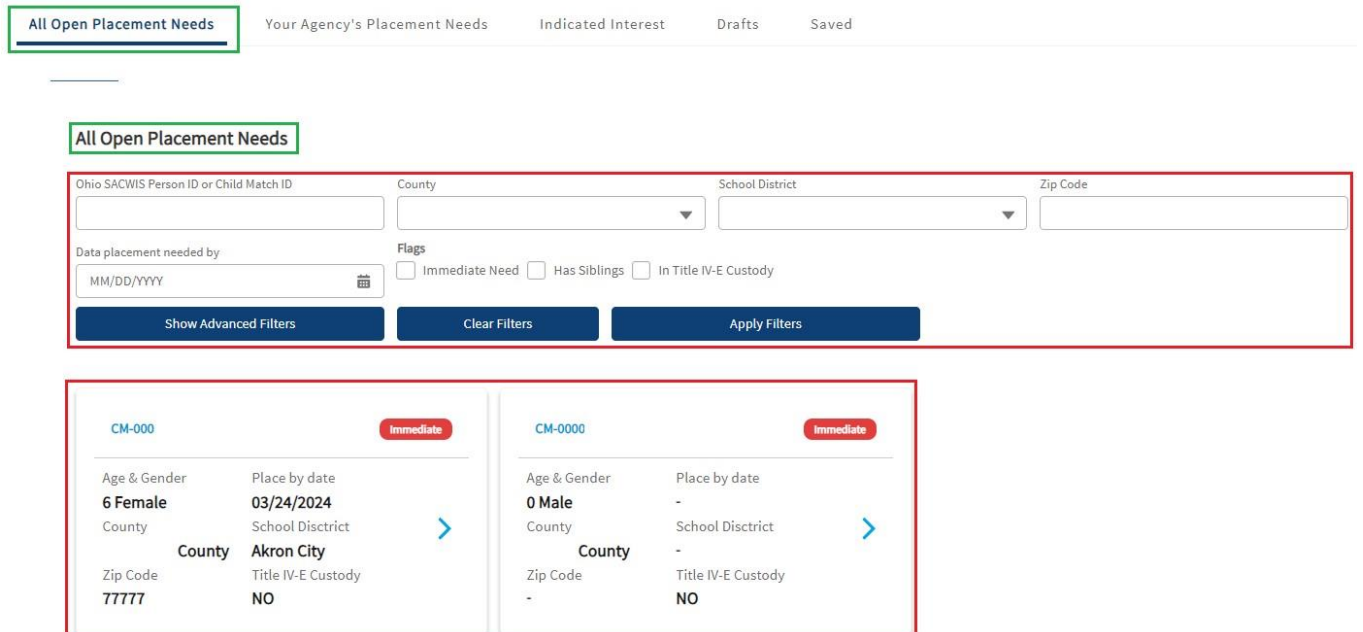 All Open Placement Needs Your Agency's Placement Needs Indicated Interest Drafts Saved
All Open Placement Needs
Ohio SACWIS Person ID or Child Match ID County School District Zip Code
Data placement needed by Flags
MM/DD/YYYY Immediate Need Has Siblings In Title IV-E Custody
Show Advanced Filters Clear Filters Apply Filters
CM-000 Immediate CM-0000 Immediate
Age & Gender Place by date Age & Gender Place by date
6 Female 03/24/2024 0 Male -
County School Disctrict County School Disctrict
County Akron City County -
Zip Code Title IV-E Custody Zip Code Title IV-E Custody
77777 NO - NO